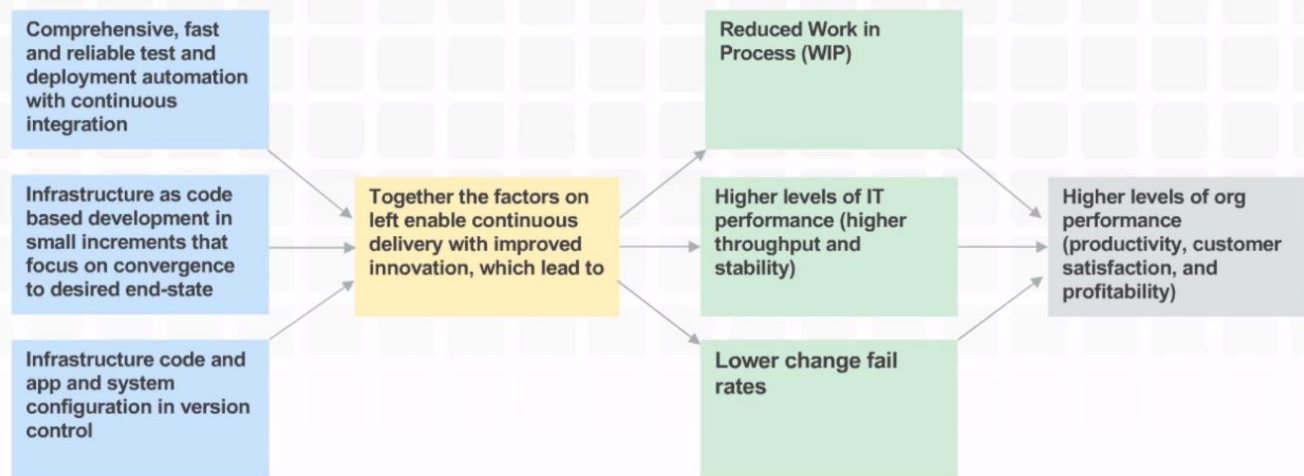 Comprehensive, fast
and reliable test and
deployment automation
with continuous
integration
Infrastructure as code
based development in
small increments that
focus on convergence
to desired end-state
Infrastructure code and
app and system
configuration in version
control
Together the factors on
left enable continuous
delivery with improved
innovation, which lead to
Reduced Work in
Process (WIP)
Higher levels of IT
performance (higher
throughput and
stability)
Lower change fail
rates
Higher levels of org
performance
(productivity, customer
satisfaction, and
profitability)